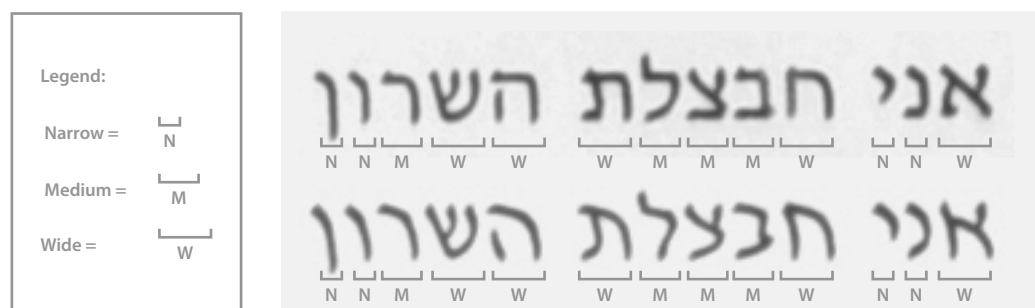 Legend:
Narrow = N
Medium = M
Wide = W
אני חבצלת השרון
N N M W W W M M M W N N W
אני חבצלת השרון
N N M W W W M M M W N N W